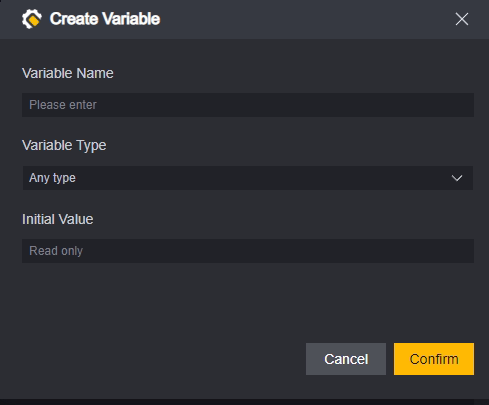 Create Variable
Variable Name
Please enter
Variable Type
Any type
Initial Value
Read only
Cancel Confirm